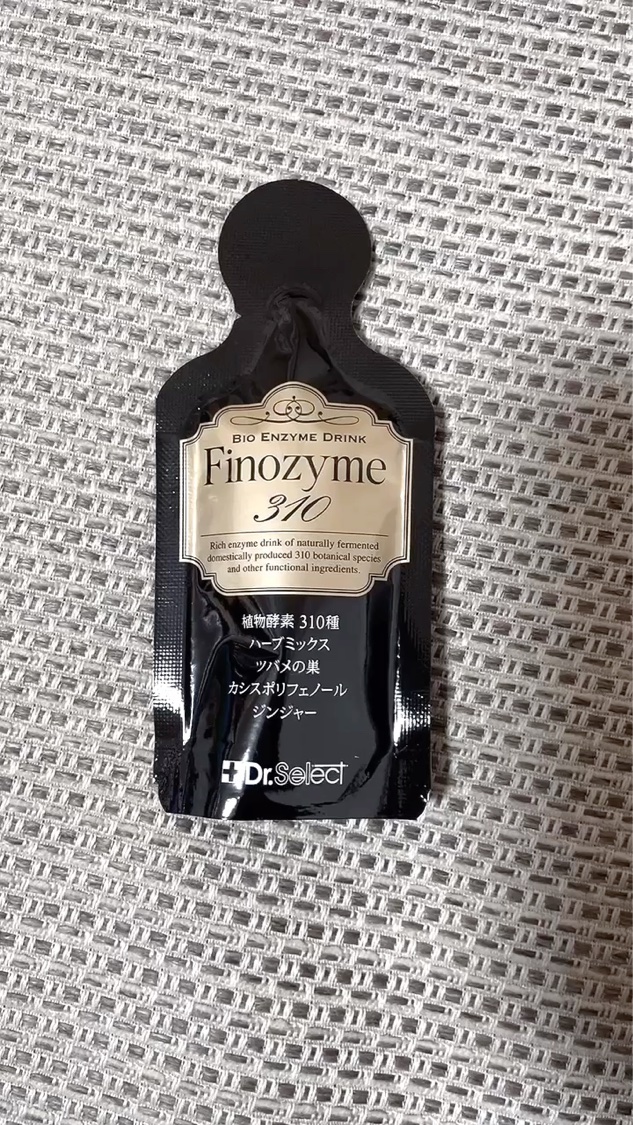 BIO ENZYME DRINK
Finozyme
310
Rich enzyme drink of naturally fermented
domestically produced 310 botanical species
and other functional ingredients.
植物酵素 310種
ハーブミックス
ツバメの巣
カシスポリフェノール
ジンジャー
Dr.Select